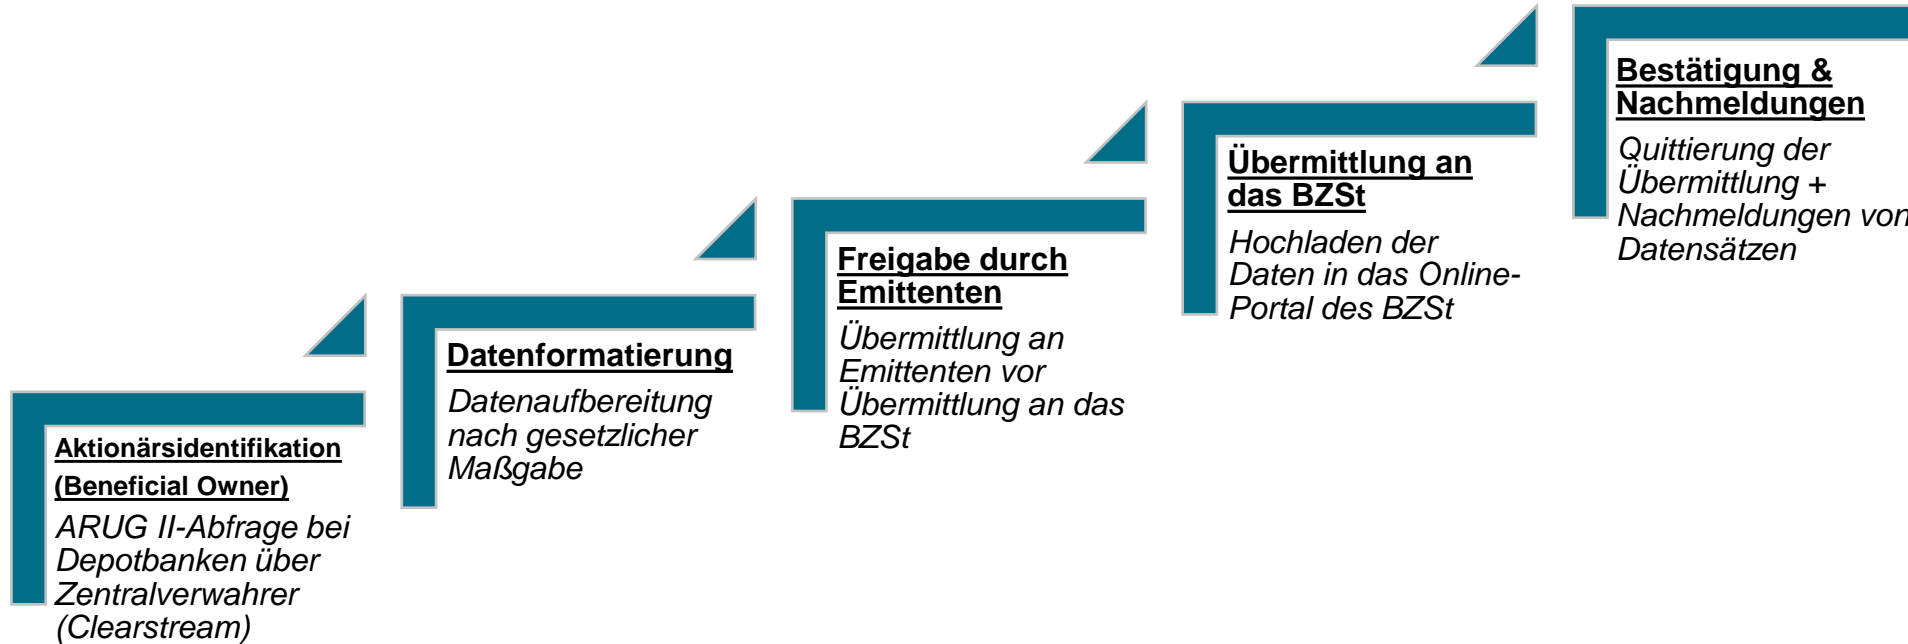 Aktionärsidentifikation
(Beneficial Owner)
ARUG II-Abfrage bei
Depotbanken über
Zentralverwahrer
(Clearstream)
Datenformatierung
Datenaufbereitung
nach gesetzlicher
Maßgabe
Freigabe durch
Emittenten
Übermittlung an
Emittenten vor
Übermittlung an das
BZSt
Übermittlung an
das BZSt
Hochladen der
Daten in das Online-
Portal des BZSt
Bestätigung &
Nachmeldungen
Quittierung der
Übermittlung +
Nachmeldungen von
Datensätzen